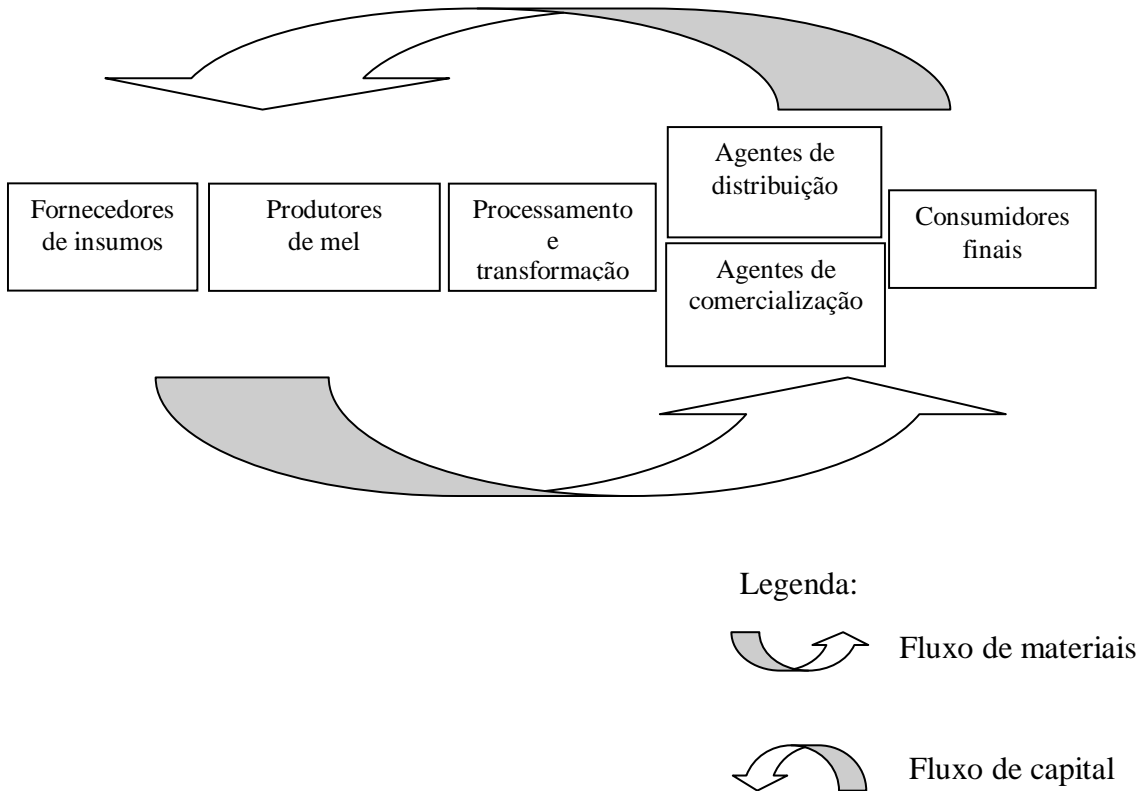 Fornecedores
de insumos
Produtores
de mel
Processamento
e
transformação
Agentes de
distribuição
Agentes de
comercialização
Consumidores
finais
Legenda:
Fluxo de materiais
Fluxo de capital